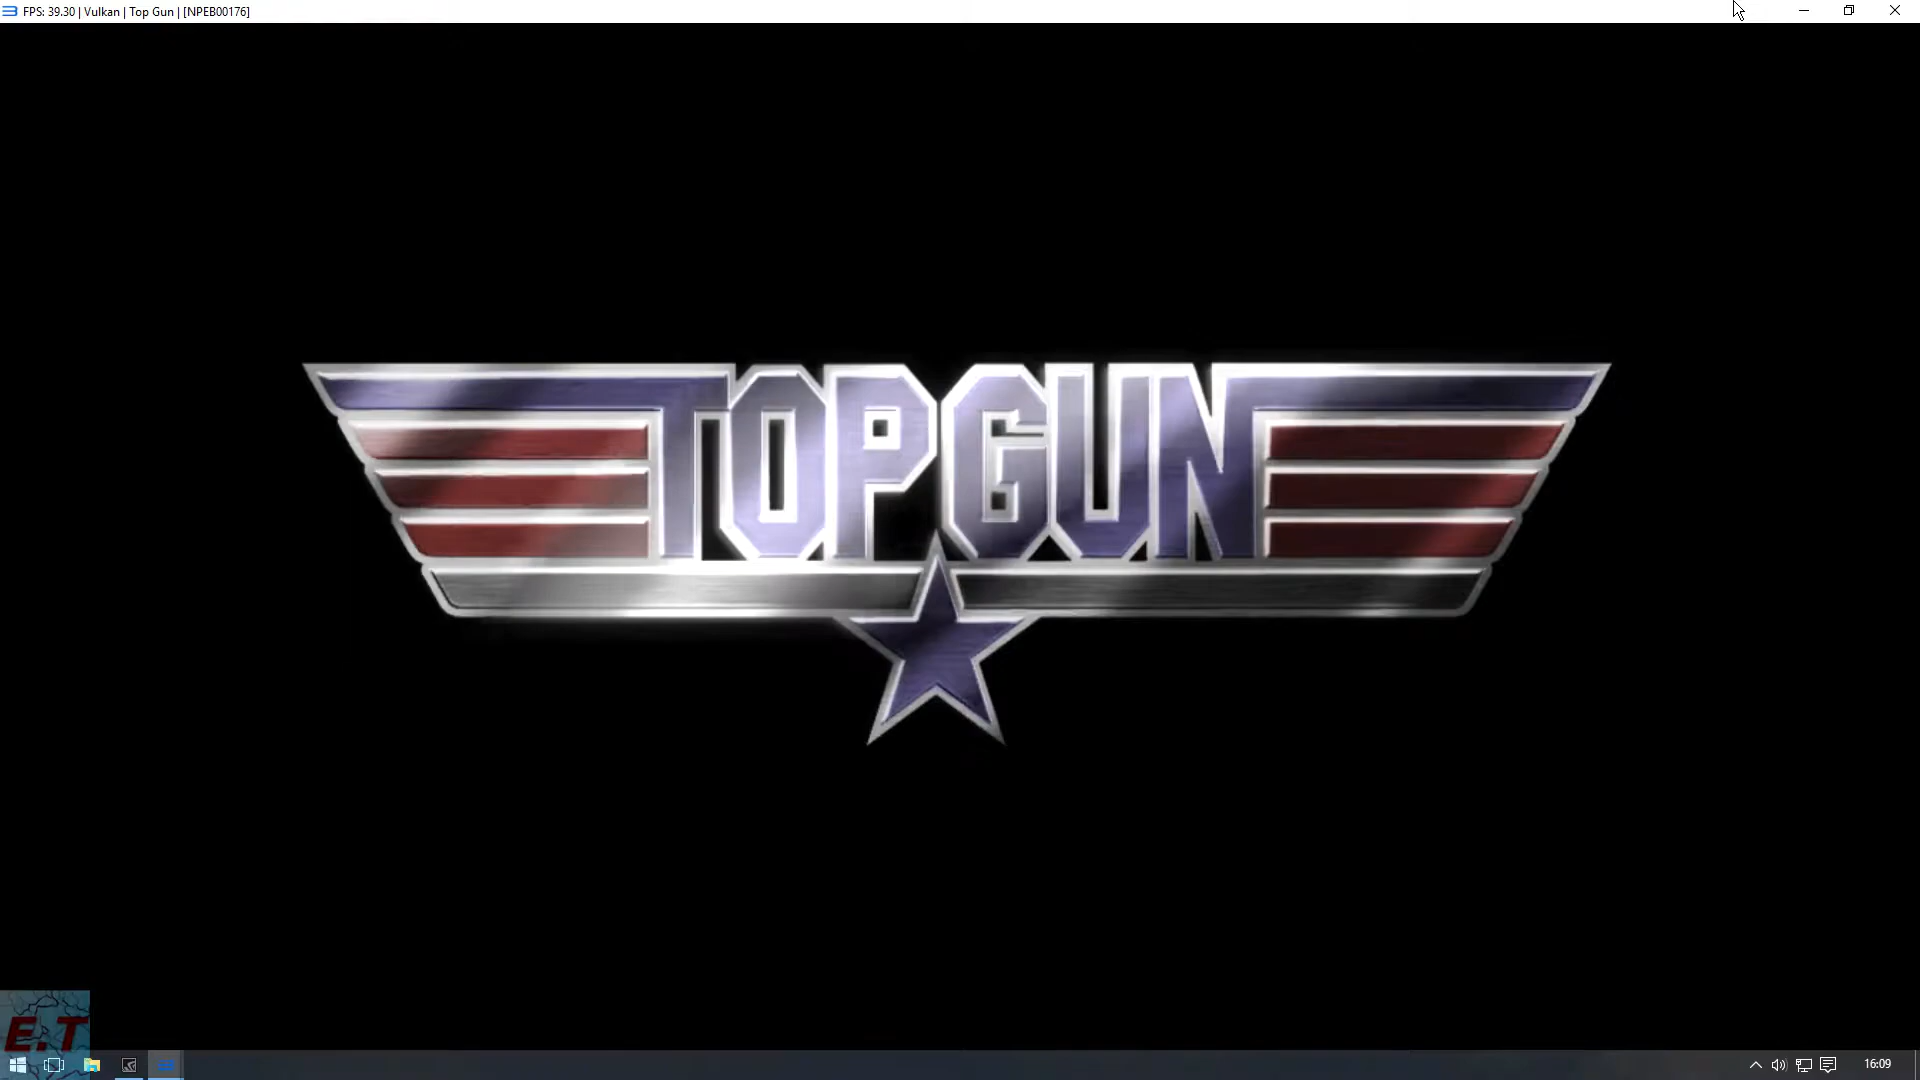 FPS: 39.30 | Vulkan | Top Gun | [NPEB00176]
TOPGUN
E.T
16:09